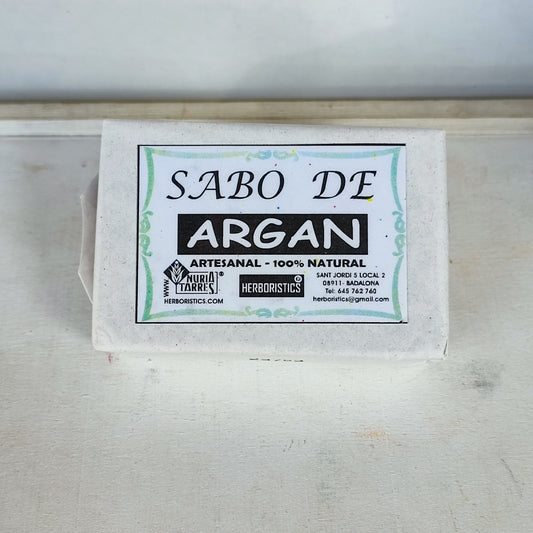 SABO DE
ARGAN
ARTESANAL - 100% NATURAL
WWW.
NURIA
TARRES®
HERBORISTICS.COM
HERBORISTICS®
SANT JORDI 5 LOCAL 2
08911- BADALONA
Tel: 645 762 760
herboristics@gmail.com